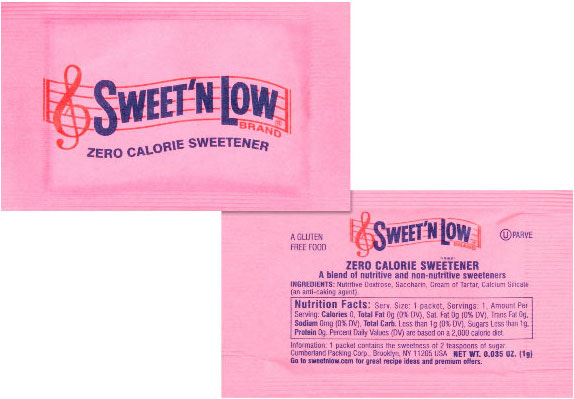 SWEET'N LOW
BRAND
ZERO CALORIE SWEETENER
A GLUTEN
FREE FOOD
SWEET'N LOW
BRAND
U PARVE
ZERO CALORIE SWEETENER
A blend of nutritive and non-nutritive sweeteners
INGREDIENTS: Nutritive Dextrose, Saccharin, Cream of Tartar, Calcium Silicate
(an anti-caking agent).
Nutrition Facts: Serv. Size: 1 packet, Servings: 1, Amount Per
Serving: Calories 0, Total Fat 0g (0% DV), Sat. Fat 0g (0% DV), Trans Fat 0g,
Sodium 0mg (0% DV), Total Carb. Less than 1g (0% DV), Sugars Less than 1g,
Protein 0g. Percent Daily Values (DV) are based on a 2,000 calorie diet.
Information: 1 packet contains the sweetness of 2 teaspoons of sugar.
Cumberland Packing Corp., Brooklyn, NY 11205 USA NET WT. 0.035 OZ. (1g)
Go to sweetnlow.com for great recipe ideas and premium offers.